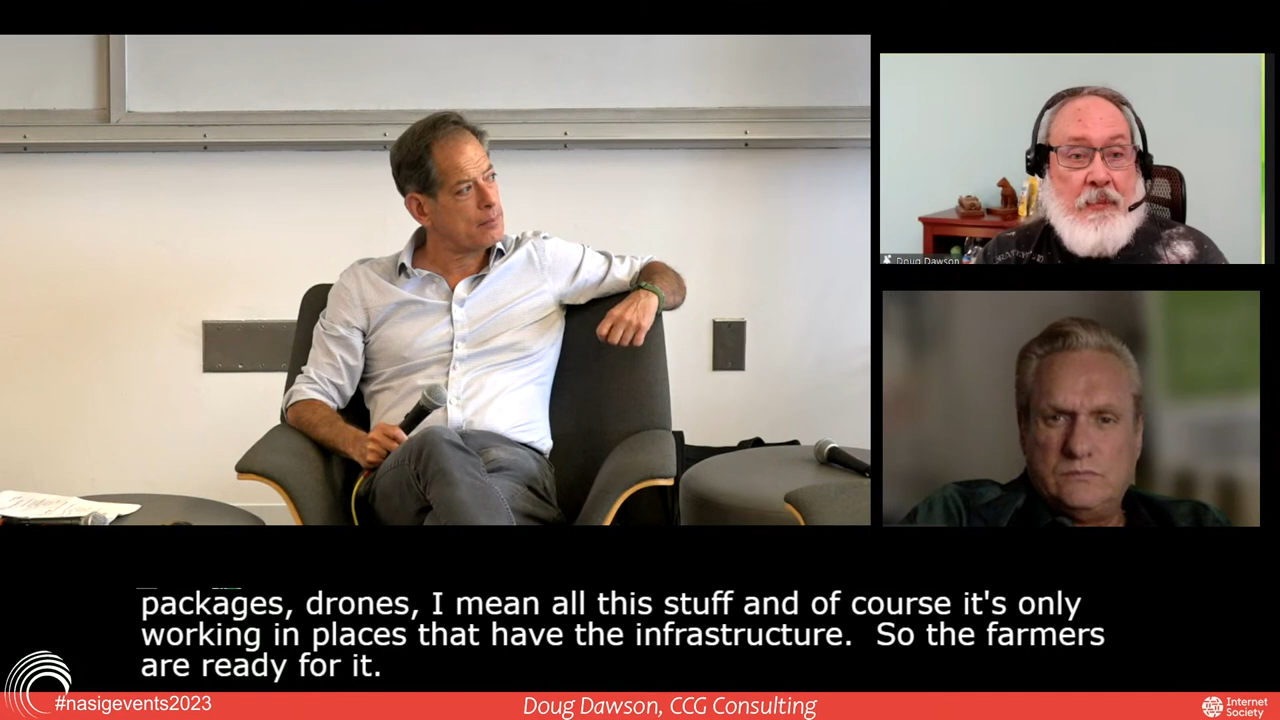 Doug Dawson
packages, drones, I mean all this stuff and of course it's only
working in places that have the infrastructure.  So the farmers
are ready for it.
#nasigevents2023
Doug Dawson, CCG Consulting
Internet
Society